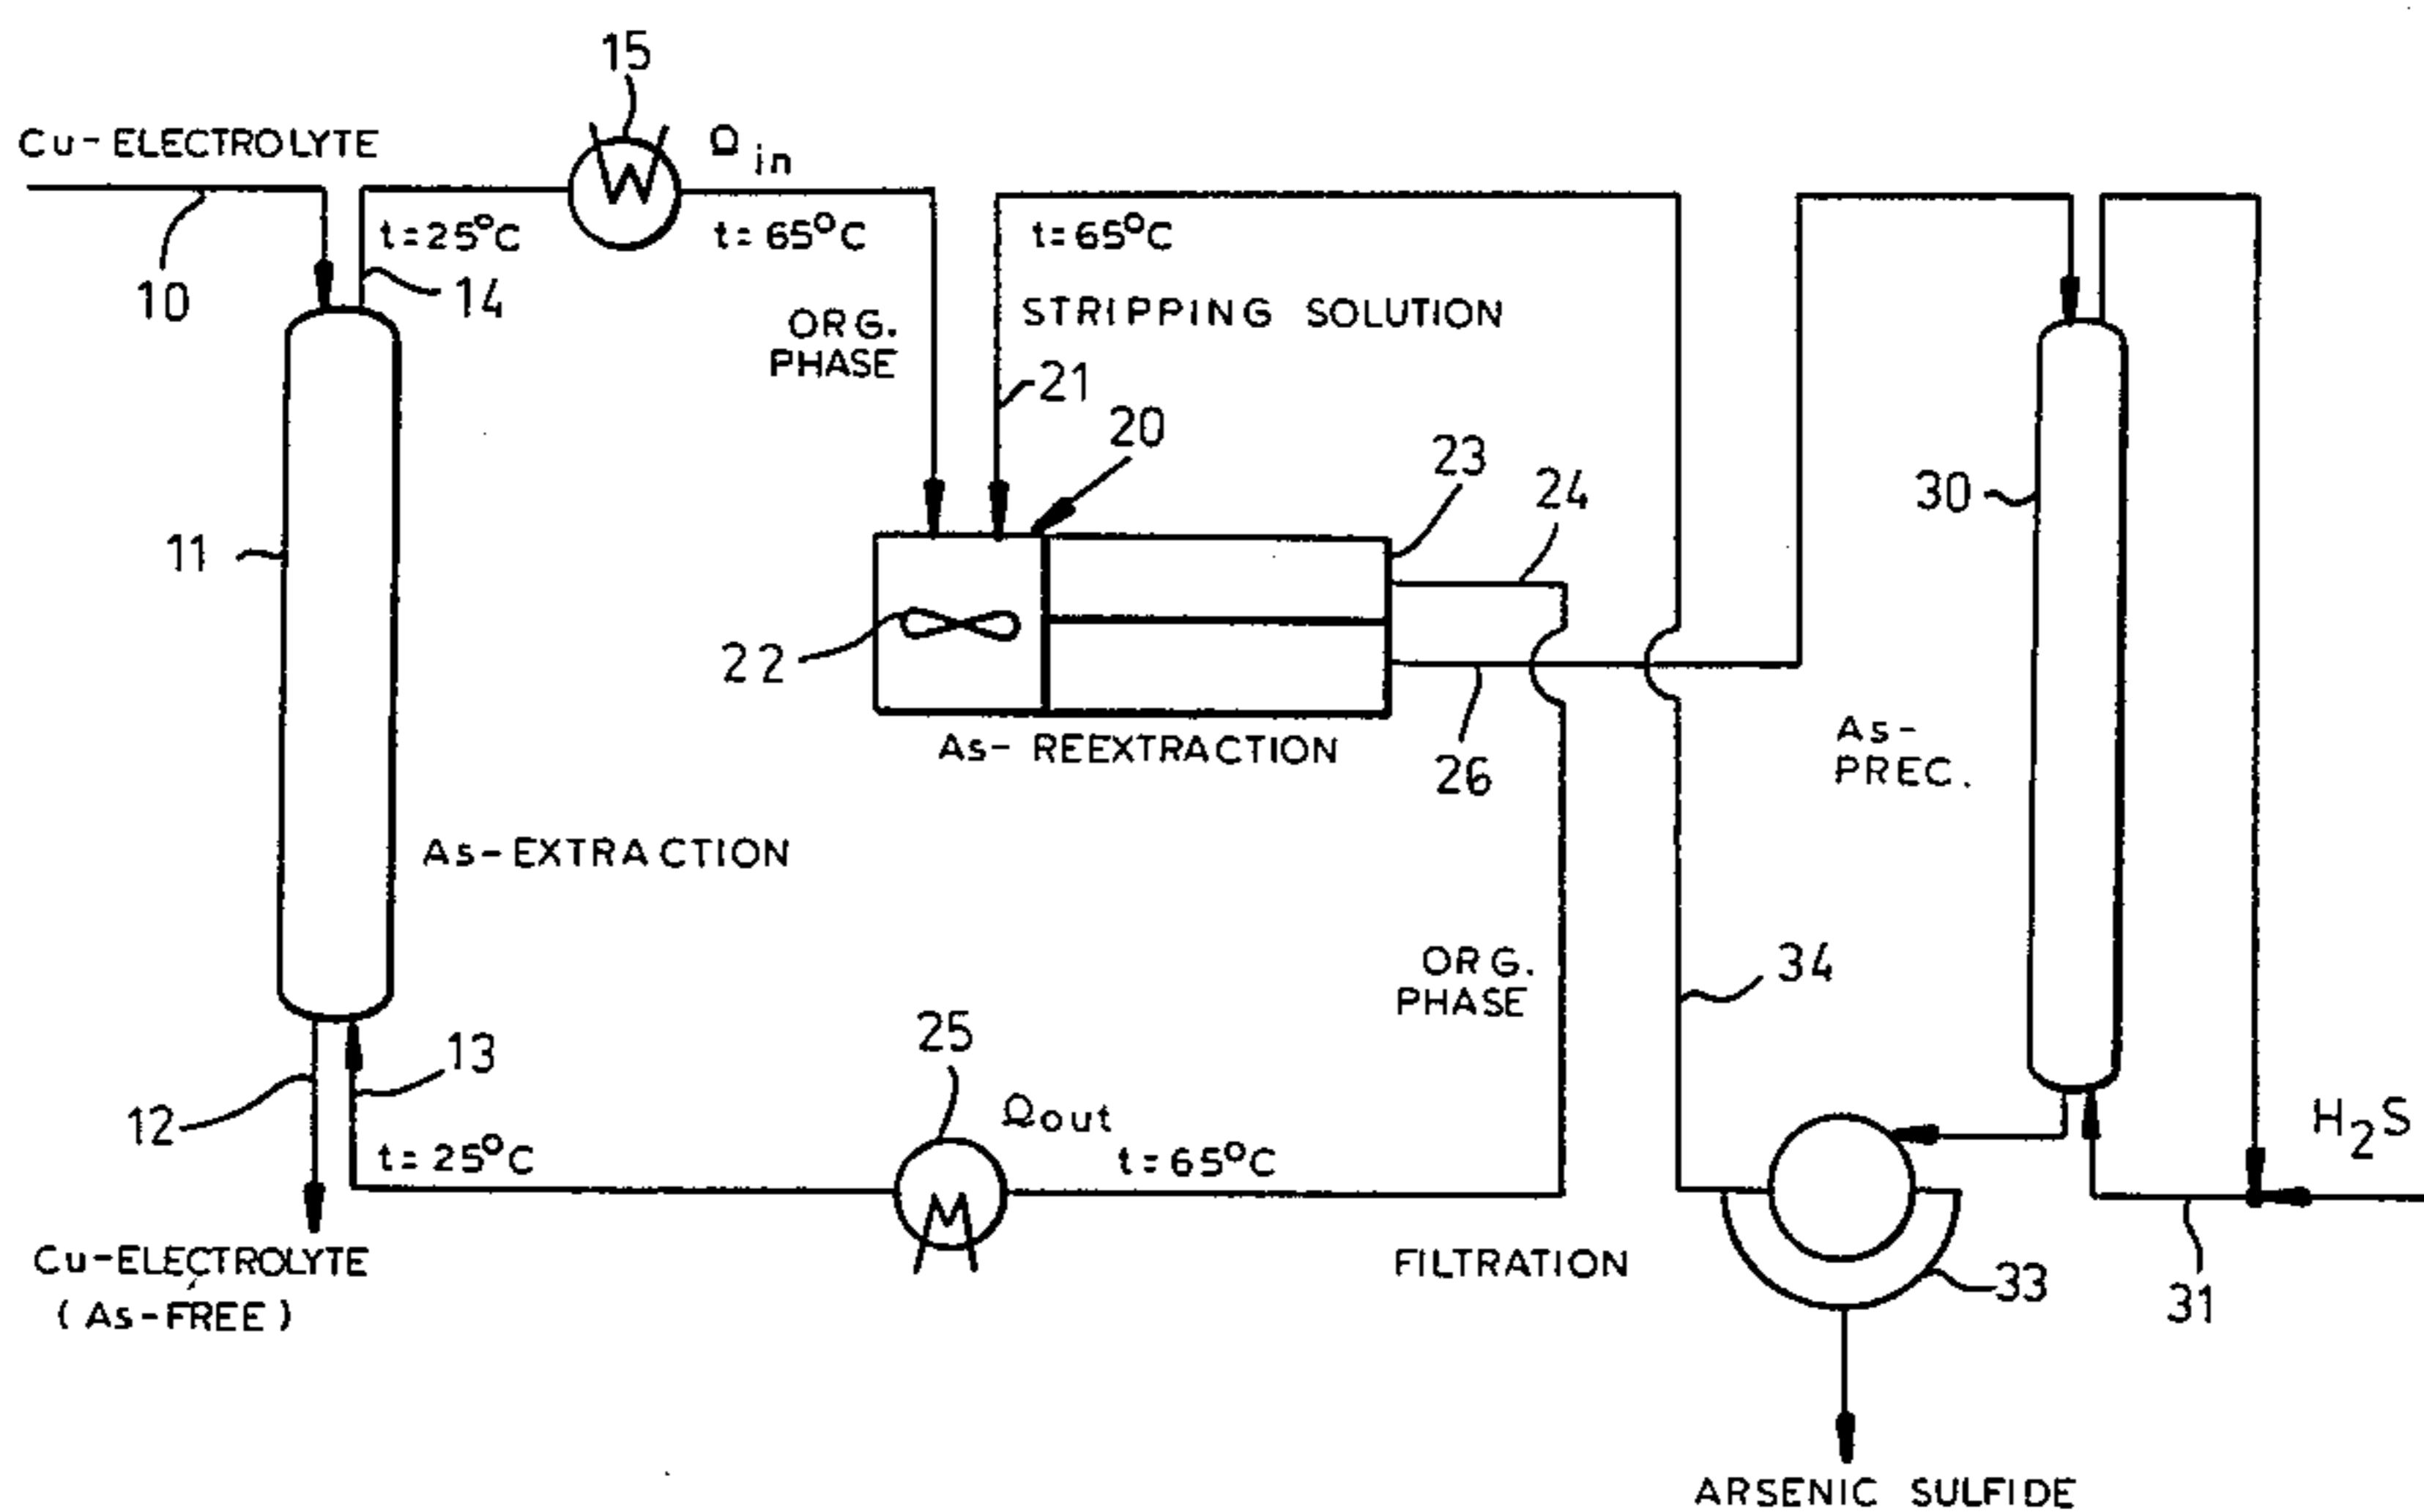 15
Cu-ELECTROLYTE
Q in
t=25°C
t=65°C
t=65°C
10
14
ORG.
PHASE
STRIPPING SOLUTION
21
20
23
24
30
11
22
As- REEXTRACTION
26
As-
PREC.
As-EXTRACTION
ORG.
PHASE
34
25
13
12
Qout
t=25°C
t=65°C
H2S
Cu-ELECTROLYTE
(As-FREE)
FILTRATION
33
31
ARSENIC SULFIDE